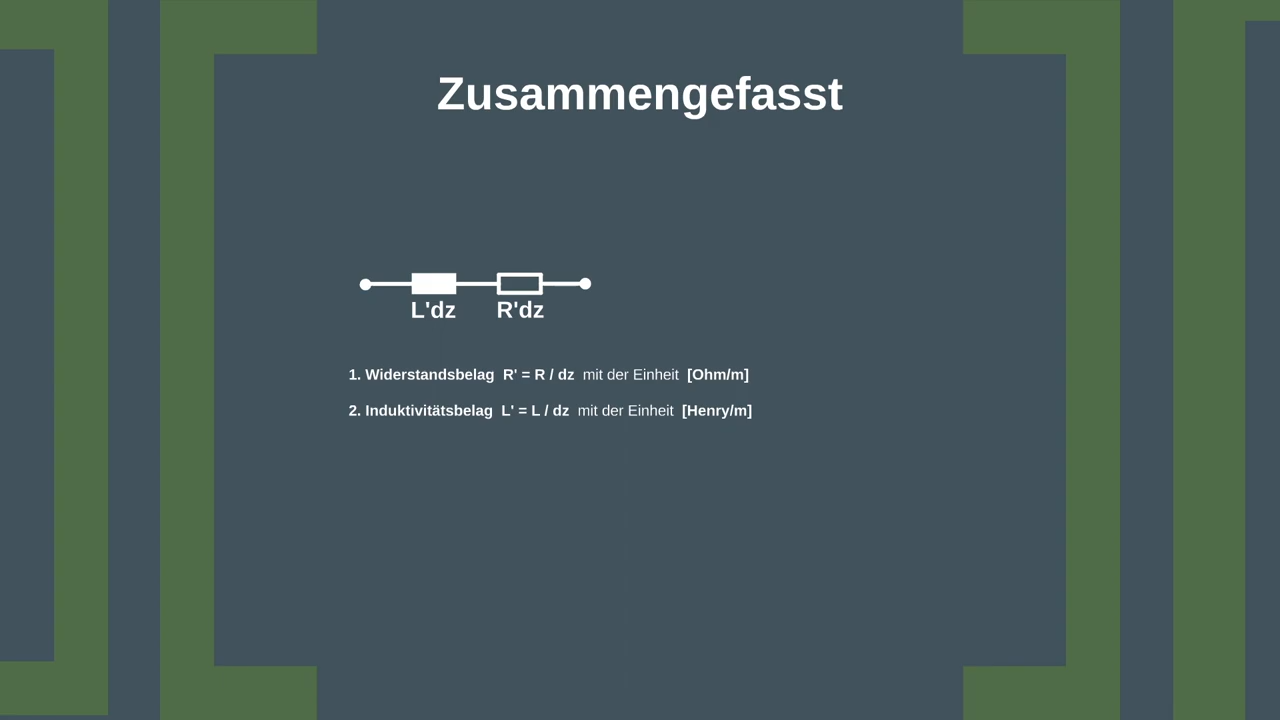 Zusammengefasst
L'dz R'dz
1. Widerstandsbelag R' = R / dz mit der Einheit [Ohm/m]
2. Induktivitätsbelag L' = L / dz mit der Einheit [Henry/m]